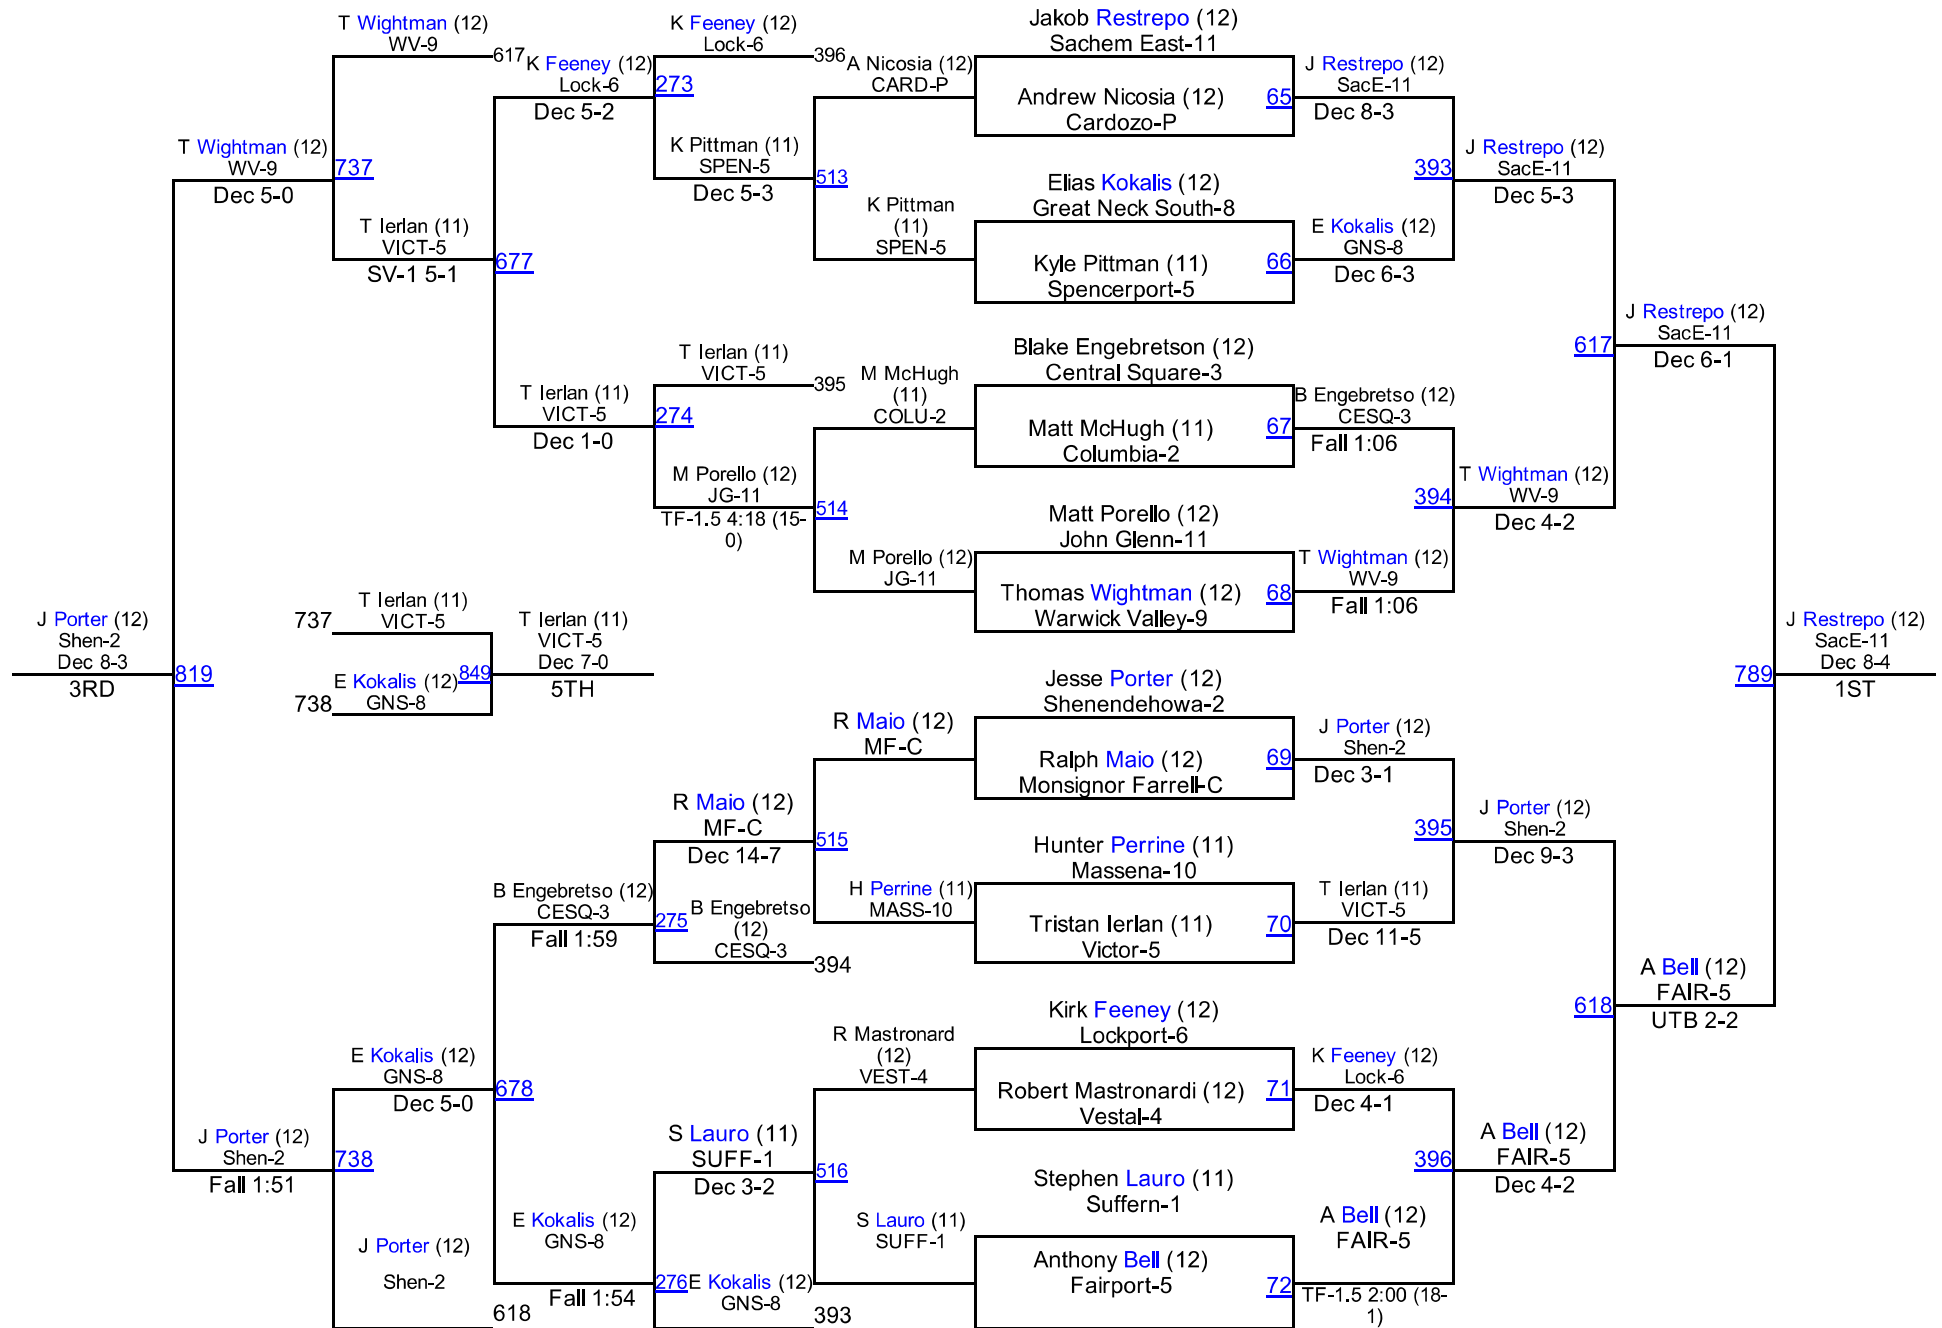 T Wightman (12)
WV-9
617
K Feeney (12)
Lock-6
396
Jakob Restrepo (12)
Sachem East-11
K Feeney (12)
Lock-6
Dec 5-2
273
A Nicosia (12)
CARD-P
Andrew Nicosia (12)
Cardozo-P
65
J Restrepo (12)
SacE-11
Dec 8-3
T Wightman (12)
WV-9
Dec 5-0
737
K Pittman (11)
SPEN-5
Dec 5-3
513
Elias Kokalis (12)
Great Neck South-8
393
J Restrepo (12)
SacE-11
Dec 5-3
T Ierlan (11)
VICT-5
SV-1 5-1
677
K Pittman
(11)
SPEN-5
Kyle Pittman (11)
Spencerport-5
66
E Kokalis (12)
GNS-8
Dec 6-3
T Ierlan (11)
VICT-5
395
Blake Engebretson (12)
Central Square-3
617
J Restrepo (12)
SacE-11
Dec 6-1
T Ierlan (11)
VICT-5
Dec 1-0
274
M McHugh
(11)
COLU-2
Matt McHugh (11)
Columbia-2
67
B Engebretso (12)
CESQ-3
Fall 1:06
M Porello (12)
JG-11
TF-1.5 4:18 (15-
0)
514
Matt Porello (12)
John Glenn-11
394
T Wightman (12)
WV-9
Dec 4-2
M Porello (12)
JG-11
Thomas Wightman (12)
Warwick Valley-9
68
T Wightman (12)
WV-9
Fall 1:06
J Porter (12)
Shen-2
Dec 8-3
3RD
819
737
T Ierlan (11)
VICT-5
738
E Kokalis (12)
GNS-8
849
T Ierlan (11)
VICT-5
Dec 7-0
5TH
789
J Restrepo (12)
SacE-11
Dec 8-4
1ST
Jesse Porter (12)
Shenendehowa-2
R Maio (12)
MF-C
Ralph Maio (12)
Monsignor Farrell-C
69
J Porter (12)
Shen-2
Dec 3-1
R Maio (12)
MF-C
Dec 14-7
515
Hunter Perrine (11)
Massena-10
395
J Porter (12)
Shen-2
Dec 9-3
B Engebretso (12)
CESQ-3
Fall 1:59
275
B Engebretso
(12)
CESQ-3
394
H Perrine (11)
MASS-10
Tristan Ierlan (11)
Victor-5
70
T Ierlan (11)
VICT-5
Dec 11-5
Kirk Feeney (12)
Lockport-6
618
A Bell (12)
FAIR-5
UTB 2-2
E Kokalis (12)
GNS-8
Dec 5-0
678
R Mastronard
(12)
VEST-4
Robert Mastronardi (12)
Vestal-4
71
K Feeney (12)
Lock-6
Dec 4-1
J Porter (12)
Shen-2
Fall 1:51
738
S Lauro (11)
SUFF-1
Dec 3-2
516
Stephen Lauro (11)
Suffern-1
396
A Bell (12)
FAIR-5
Dec 4-2
J Porter (12)
Shen-2
618
E Kokalis (12)
GNS-8
Fall 1:54
276
E Kokalis (12)
GNS-8
393
S Lauro (11)
SUFF-1
Anthony Bell (12)
Fairport-5
72
A Bell (12)
FAIR-5
TF-1.5 2:00 (18-
1)